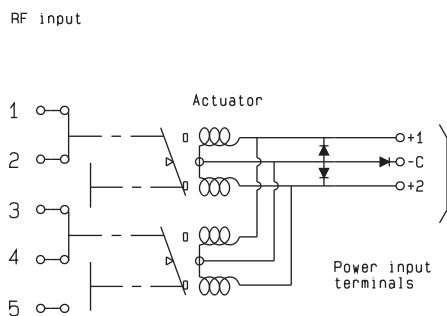 RF input
Actuator
1
2
3
4
5
+1
-C
+2
Power input
terminals